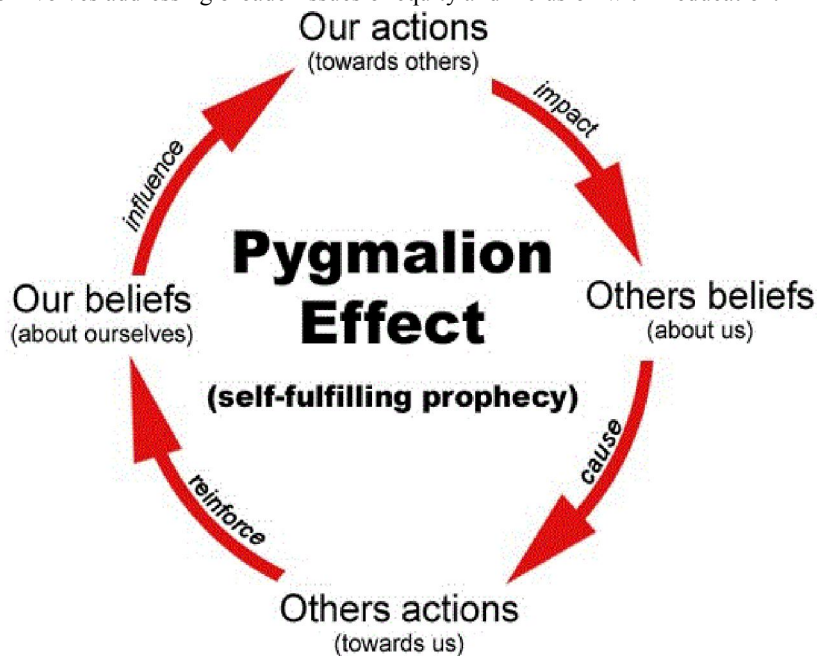 Our actions
(towards others)
impact
Others beliefs
(about us)
cause
Others actions
(towards us)
reinforce
Our beliefs
(about ourselves)
influence
Pygmalion
Effect
(self-fulfilling prophecy)